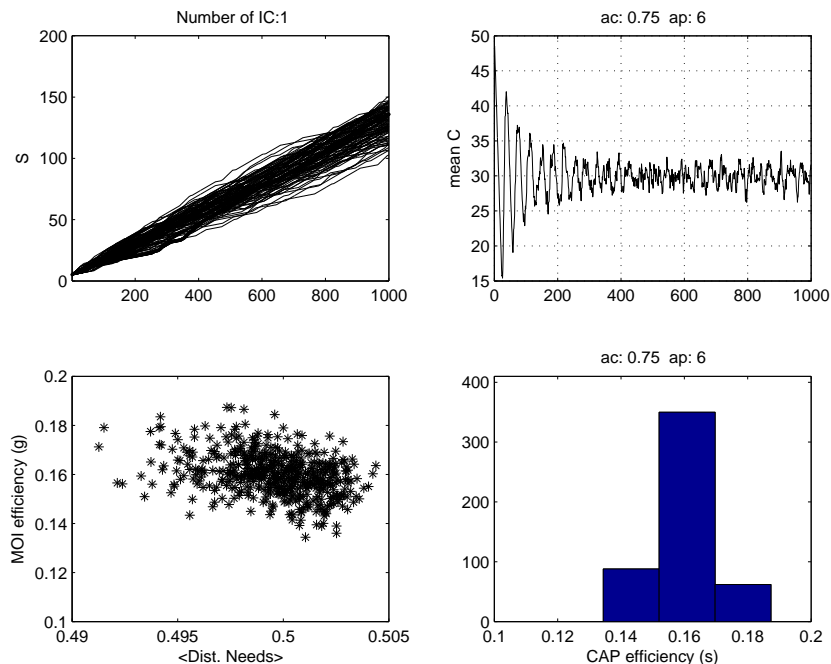 Number of IC:1
200
150
100
50
0
S
200 400 600 800 1000
ac: 0.75 ap: 6
50
45
40
35
30
25
20
15
mean C
0 200 400 600 800 1000
0.2
0.18
0.16
0.14
0.12
0.1
MOI efficiency (g)
0.49 0.495 0.5 0.505
<Dist. Needs>
ac: 0.75 ap: 6
400
300
200
100
0
0.1 0.12 0.14 0.16 0.18 0.2
CAP efficiency (s)